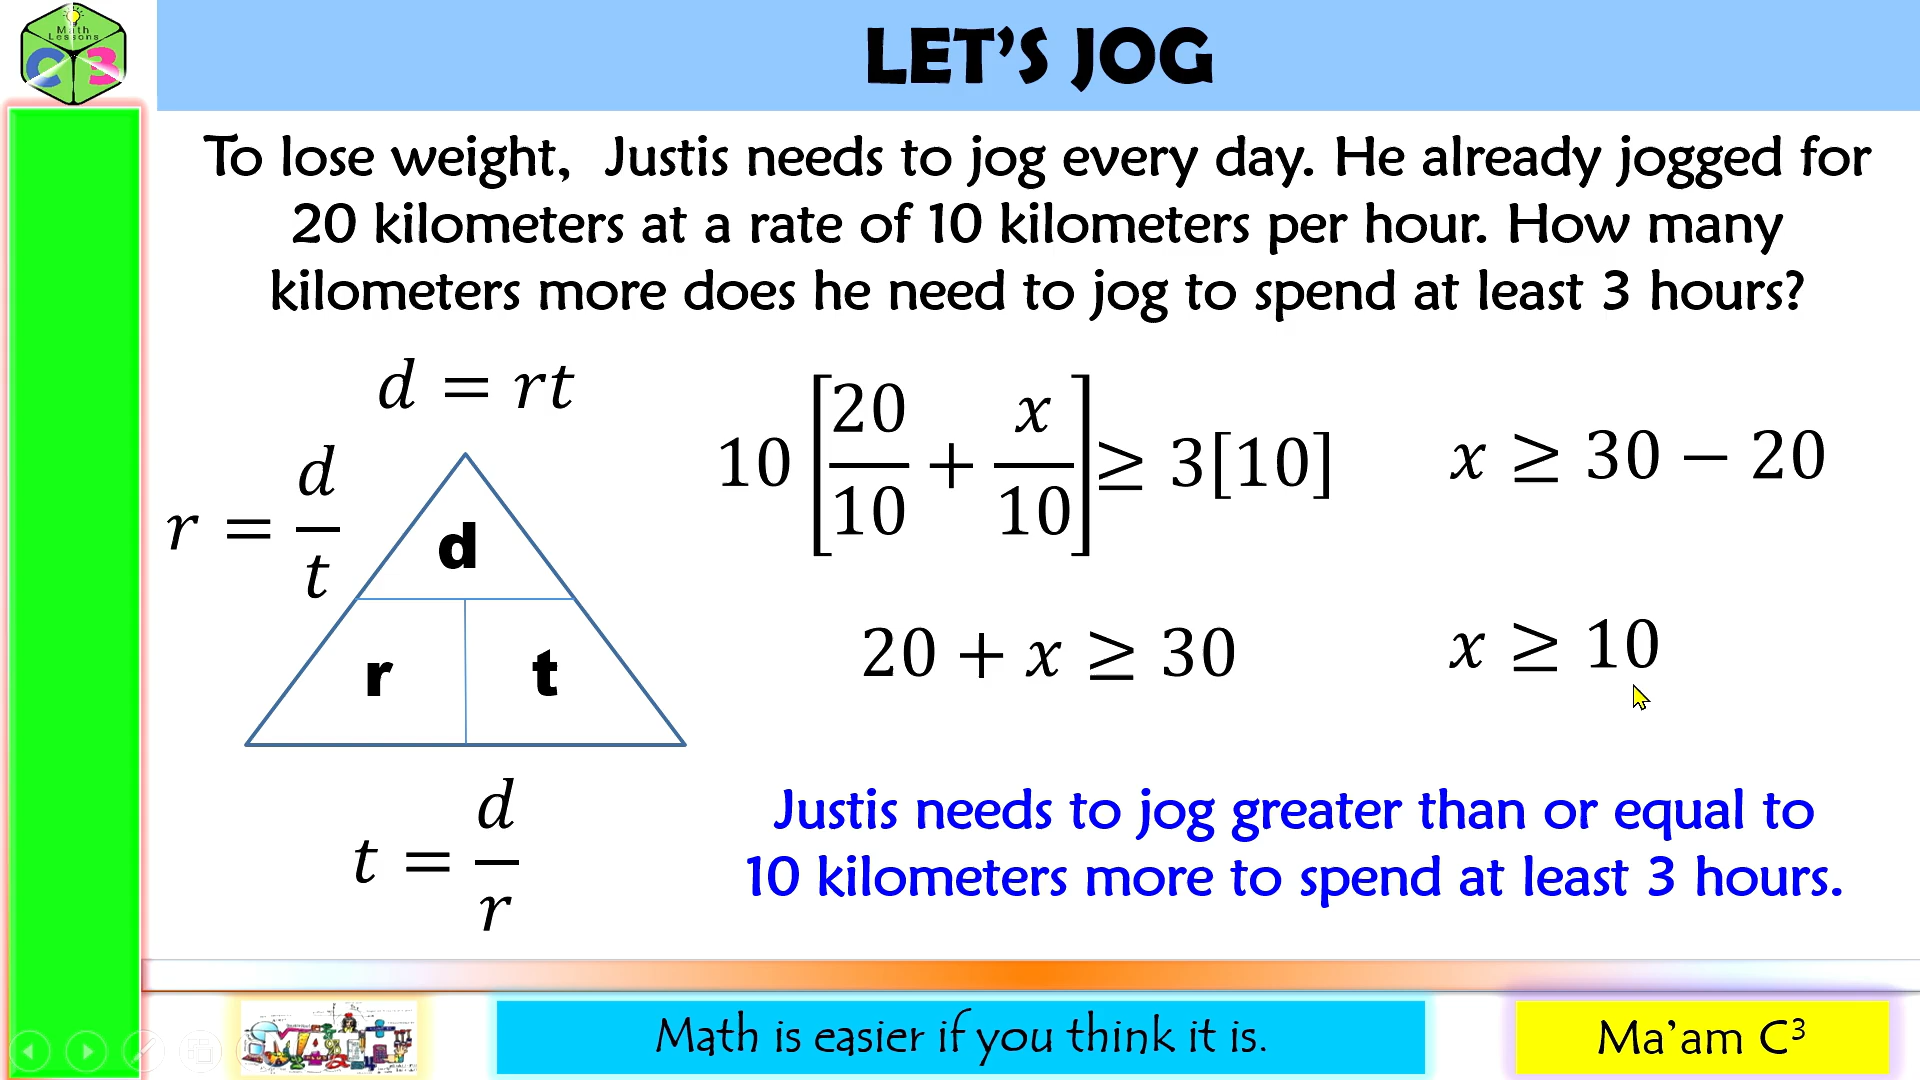 Math
Lessons
C 3
LET'S JOG
To lose weight,  Justis needs to jog every day. He already jogged for
20 kilometers at a rate of 10 kilometers per hour. How many
kilometers more does he need to jog to spend at least 3 hours?
d = rt
r = d/t
d
r t
t = d/r
10 [20/10 + x/10] ≥ 3[10]
20 + x ≥ 30
x ≥ 30 − 20
x ≥ 10
Justis needs to jog greater than or equal to
10 kilometers more to spend at least 3 hours.
MATH
Math is easier if you think it is.
Ma'am C³